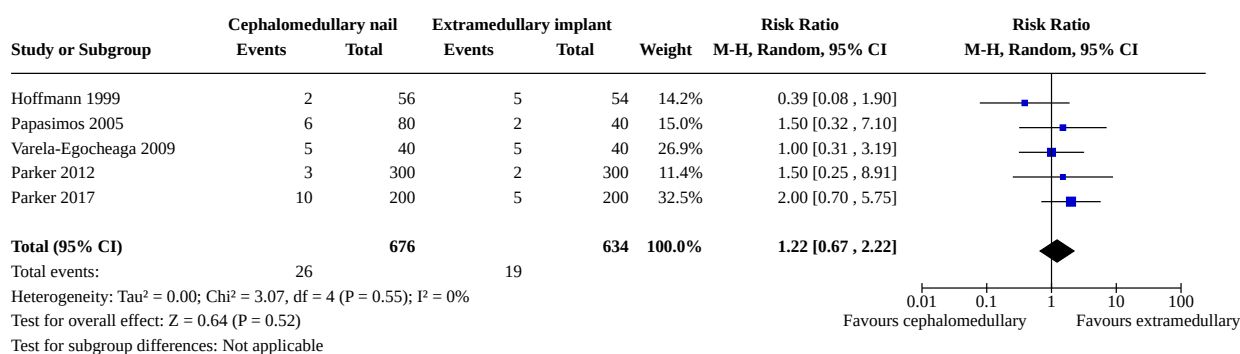 Cephalomedullary nail Extramedullary implant Risk Ratio Risk Ratio
Study or Subgroup Events Total Events Total Weight M-H, Random, 95% CI M-H, Random, 95% CI
Hoffmann 1999 2 56 5 54 14.2% 0.39 [0.08 , 1.90]
Papasimos 2005 6 80 2 40 15.0% 1.50 [0.32 , 7.10]
Varela-Egocheaga 2009 5 40 5 40 26.9% 1.00 [0.31 , 3.19]
Parker 2012 3 300 2 300 11.4% 1.50 [0.25 , 8.91]
Parker 2017 10 200 5 200 32.5% 2.00 [0.70 , 5.75]
Total (95% CI) 676 634 100.0% 1.22 [0.67 , 2.22]
Total events: 26 19
Heterogeneity: Tau² = 0.00; Chi² = 3.07, df = 4 (P = 0.55); I² = 0%
0.01 0.1 1 10 100
Test for overall effect: Z = 0.64 (P = 0.52) Favours cephalomedullary Favours extramedullary
Test for subgroup differences: Not applicable